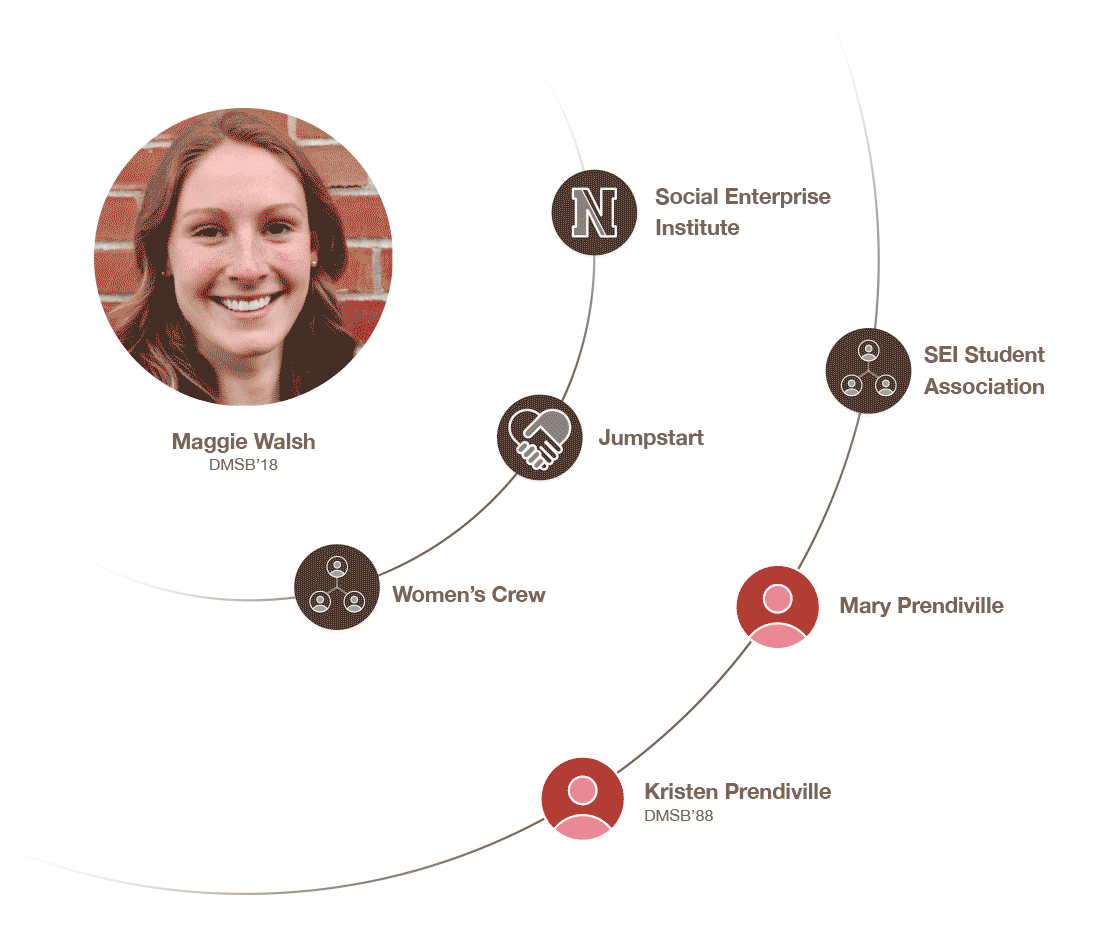 Social Enterprise
Institute
SEI Student
Association
Maggie Walsh
DMSB’18
Jumpstart
Women’s Crew
Mary Prendiville
Kristen Prendiville
DMSB’88
N